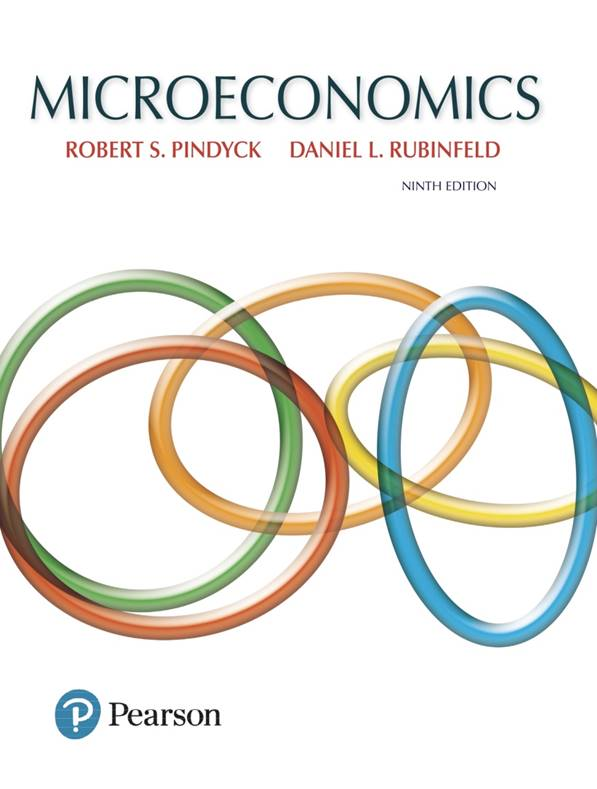 MICROECONOMICS
ROBERT S. PINDYCK DANIEL L. RUBINFELD
NINTH EDITION
P Pearson